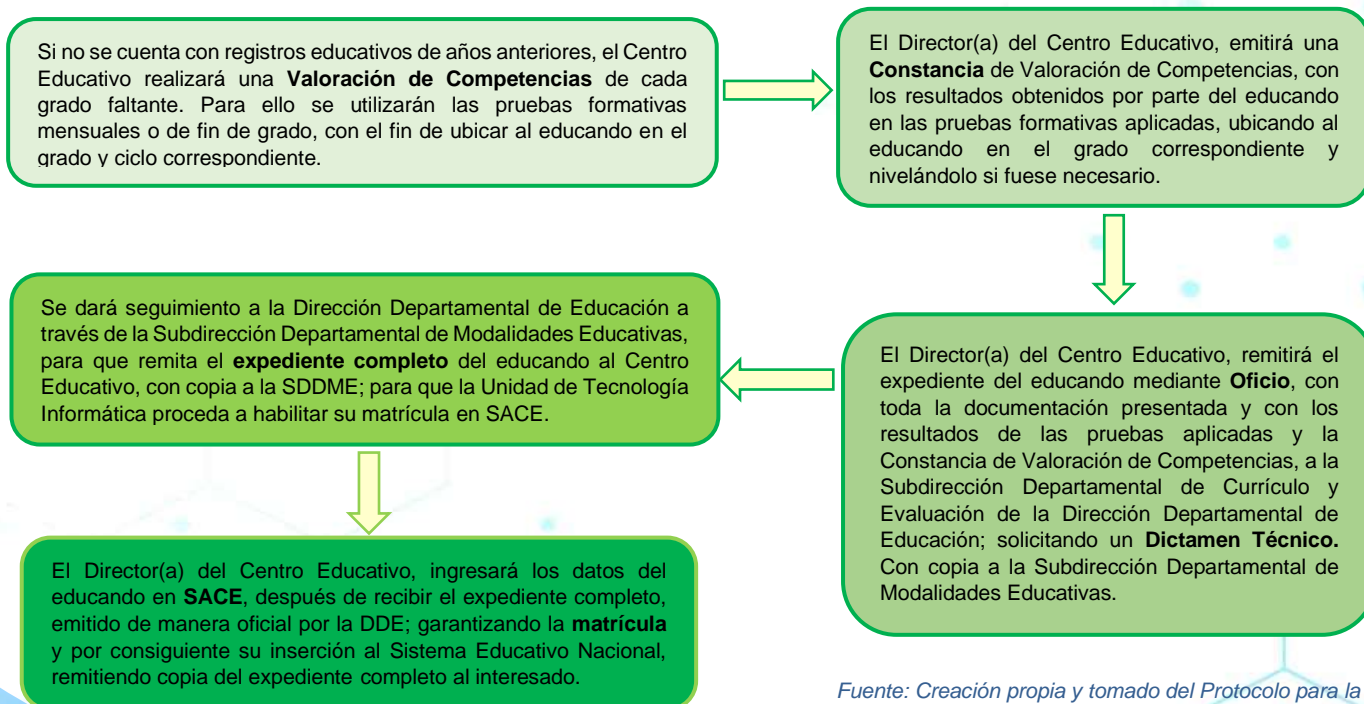 Si no se cuenta con registros educativos de años anteriores, el Centro
Educativo realizará una Valoración de Competencias de cada
grado faltante. Para ello se utilizarán las pruebas formativas
mensuales o de fin de grado, con el fin de ubicar al educando en el
grado y ciclo correspondiente.
El Director(a) del Centro Educativo, emitirá una
Constancia de Valoración de Competencias, con
los resultados obtenidos por parte del educando
en las pruebas formativas aplicadas, ubicando al
educando en el grado correspondiente y
nivelándolo si fuese necesario.
El Director(a) del Centro Educativo, remitirá el
expediente del educando mediante Oficio, con
toda la documentación presentada y con los
resultados de las pruebas aplicadas y la
Constancia de Valoración de Competencias, a la
Subdirección Departamental de Currículo y
Evaluación de la Dirección Departamental de
Educación; solicitando un Dictamen Técnico.
Con copia a la Subdirección Departamental de
Modalidades Educativas.
Se dará seguimiento a la Dirección Departamental de Educación a
través de la Subdirección Departamental de Modalidades Educativas,
para que remita el expediente completo del educando al Centro
Educativo, con copia a la SDDME; para que la Unidad de Tecnología
Informática proceda a habilitar su matrícula en SACE.
El Director(a) del Centro Educativo, ingresará los datos del
educando en SACE, después de recibir el expediente completo,
emitido de manera oficial por la DDE; garantizando la matrícula
y por consiguiente su inserción al Sistema Educativo Nacional,
remitiendo copia del expediente completo al interesado.
Fuente: Creación propia y tomado del Protocolo para la